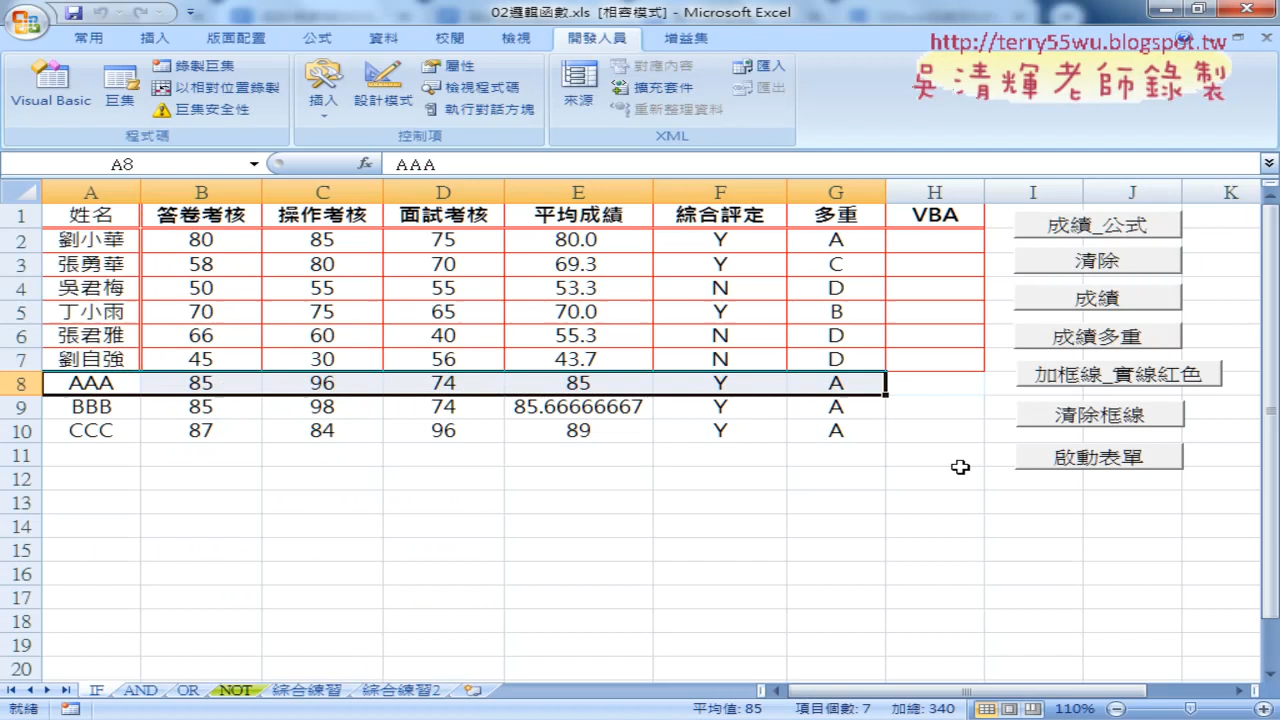 02邏輯函數.xls [相容模式] - Microsoft Excel
常用 插入 版面配置 公式 資料 校閱 檢視 開發人員 增益集
http://terry55wu.blogspot.tw
吳清輝老師錄製
Visual Basic 巨集 錄製巨集 以相對位置錄製 巨集安全性
插入 設計模式 屬性 檢視程式碼 執行對話方塊
來源 對應內容 擴充套件 重新整理資料 匯入 匯出
程式碼 控制項 XML
A8 fx AAA
A B C D E F G H I J K
1 姓名 答卷考核 操作考核 面試考核 平均成績 綜合評定 多重 VBA
2 劉小華 80 85 75 80.0 Y A
3 張勇華 58 80 70 69.3 Y C
4 吳君梅 50 55 55 53.3 N D
5 丁小雨 70 75 65 70.0 Y B
6 張君雅 66 60 40 55.3 N D
7 劉自強 45 30 56 43.7 N D
8 AAA 85 96 74 85 Y A
9 BBB 85 98 74 85.66666667 Y A
10 CCC 87 84 96 89 Y A
11
12
13
14
15
16
17
18
19
20
成績_公式
清除
成績
成績多重
加框線_實線紅色
清除框線
啟動表單
IF AND OR NOT 綜合練習 綜合練習2
就緒 平均值: 85 項目個數: 7 加總: 340 110%